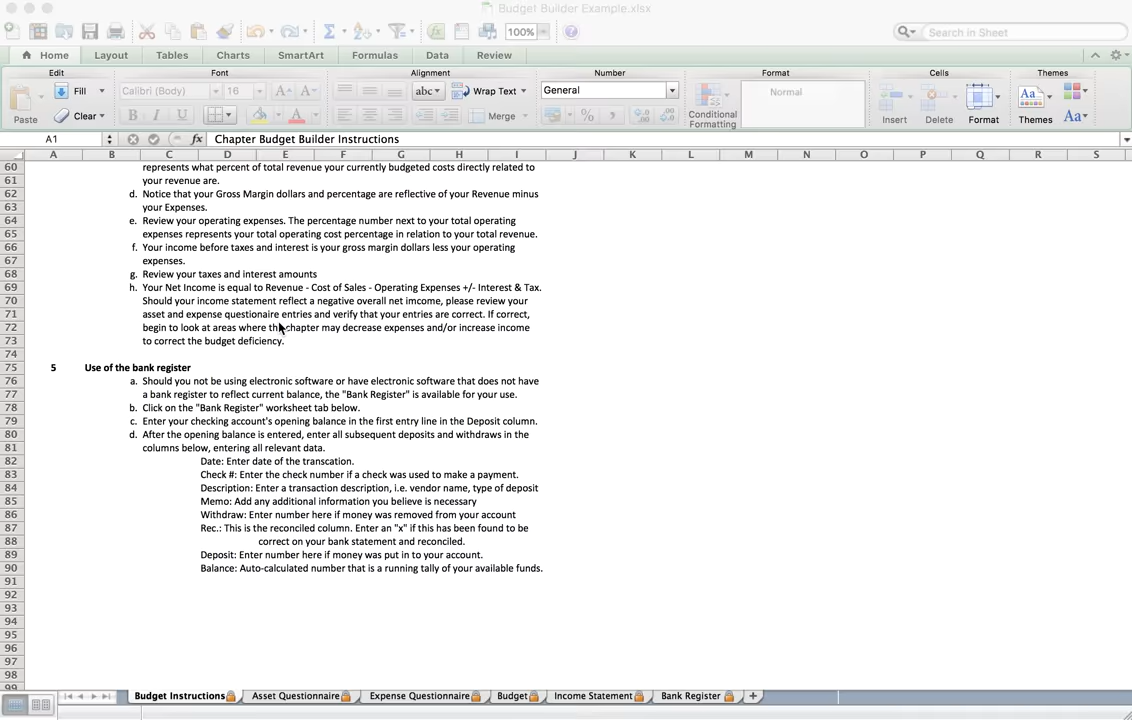 Budget Builder Example.xlsx
100%
Search in Sheet
Home Layout Tables Charts SmartArt Formulas Data Review
Edit Font Alignment Number Format Cells Themes
Paste Fill Clear
Calibri (Body) 16 A A
B I U A
abc Wrap Text
Merge
General
% ,
Conditional Formatting
Normal
Insert Delete Format
Aa Themes Aa
A1 fx Chapter Budget Builder Instructions
A B C D E F G H I J K L M N O P Q R S
60 represents what percent of total revenue your currently budgeted costs directly related to
61 your revenue are.
62 d. Notice that your Gross Margin dollars and percentage are reflective of your Revenue minus
63 your Expenses.
64 e. Review your operating expenses. The percentage number next to your total operating
65 expenses represents your total operating cost percentage in relation to your total revenue.
66 f. Your income before taxes and interest is your gross margin dollars less your operating
67 expenses.
68 g. Review your taxes and interest amounts
69 h. Your Net Income is equal to Revenue - Cost of Sales - Operating Expenses +/- Interest & Tax.
70 Should your income statement reflect a negative overall net imcome, please review your
71 asset and expense questionaire entries and verify that your entries are correct. If correct,
72 begin to look at areas where the chapter may decrease expenses and/or increase income
73 to correct the budget deficiency.
74
75 5 Use of the bank register
76 a. Should you not be using electronic software or have electronic software that does not have
77 a bank register to reflect current balance, the "Bank Register" is available for your use.
78 b. Click on the "Bank Register" worksheet tab below.
79 c. Enter your checking account's opening balance in the first entry line in the Deposit column.
80 d. After the opening balance is entered, enter all subsequent deposits and withdraws in the
81 columns below, entering all relevant data.
82 Date: Enter date of the transcation.
83 Check #: Enter the check number if a check was used to make a payment.
84 Description: Enter a transaction description, i.e. vendor name, type of deposit
85 Memo: Add any additional information you believe is necessary
86 Withdraw: Enter number here if money was removed from your account
87 Rec.: This is the reconciled column. Enter an "x" if this has been found to be
88 correct on your bank statement and reconciled.
89 Deposit: Enter number here if money was put in to your account.
90 Balance: Auto-calculated number that is a running tally of your available funds.
91
92
93
94
95
96
97
98
99
Budget Instructions Asset Questionnaire Expense Questionnaire Budget Income Statement Bank Register +